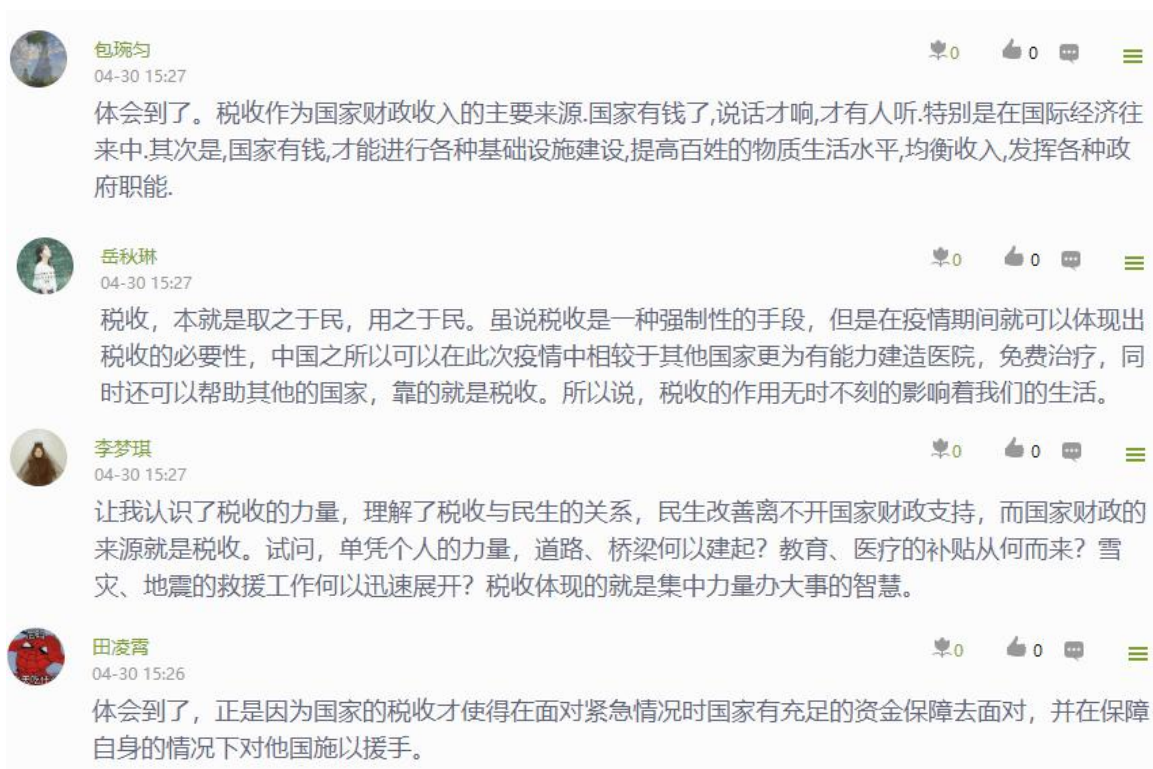 包琬匀
0 0
04-30 15:27
体会到了。税收作为国家财政收入的主要来源.国家有钱了,说话才响,才有人听.特别是在国际经济往
来中.其次是,国家有钱,才能进行各种基础设施建设,提高百姓的物质生活水平,均衡收入,发挥各种政
府职能.
岳秋琳
0 0
04-30 15:27
税收，本就是取之于民，用之于民。虽说税收是一种强制性的手段，但是在疫情期间就可以体现出
税收的必要性，中国之所以可以在此次疫情中相较于其他国家更为有能力建造医院，免费治疗，同
时还可以帮助其他的国家，靠的就是税收。所以说，税收的作用无时不刻的影响着我们的生活。
李梦琪
0 0
04-30 15:27
让我认识了税收的力量，理解了税收与民生的关系，民生改善离不开国家财政支持，而国家财政的
来源就是税收。试问，单凭个人的力量，道路、桥梁何以建起？教育、医疗的补贴从何而来？雪
灾、地震的救援工作何以迅速展开？税收体现的就是集中力量办大事的智慧。
田凌霄
0 0
04-30 15:26
体会到了，正是因为国家的税收才使得在面对紧急情况时国家有充足的资金保障去面对，并在保障
自身的情况下对他国施以援手。